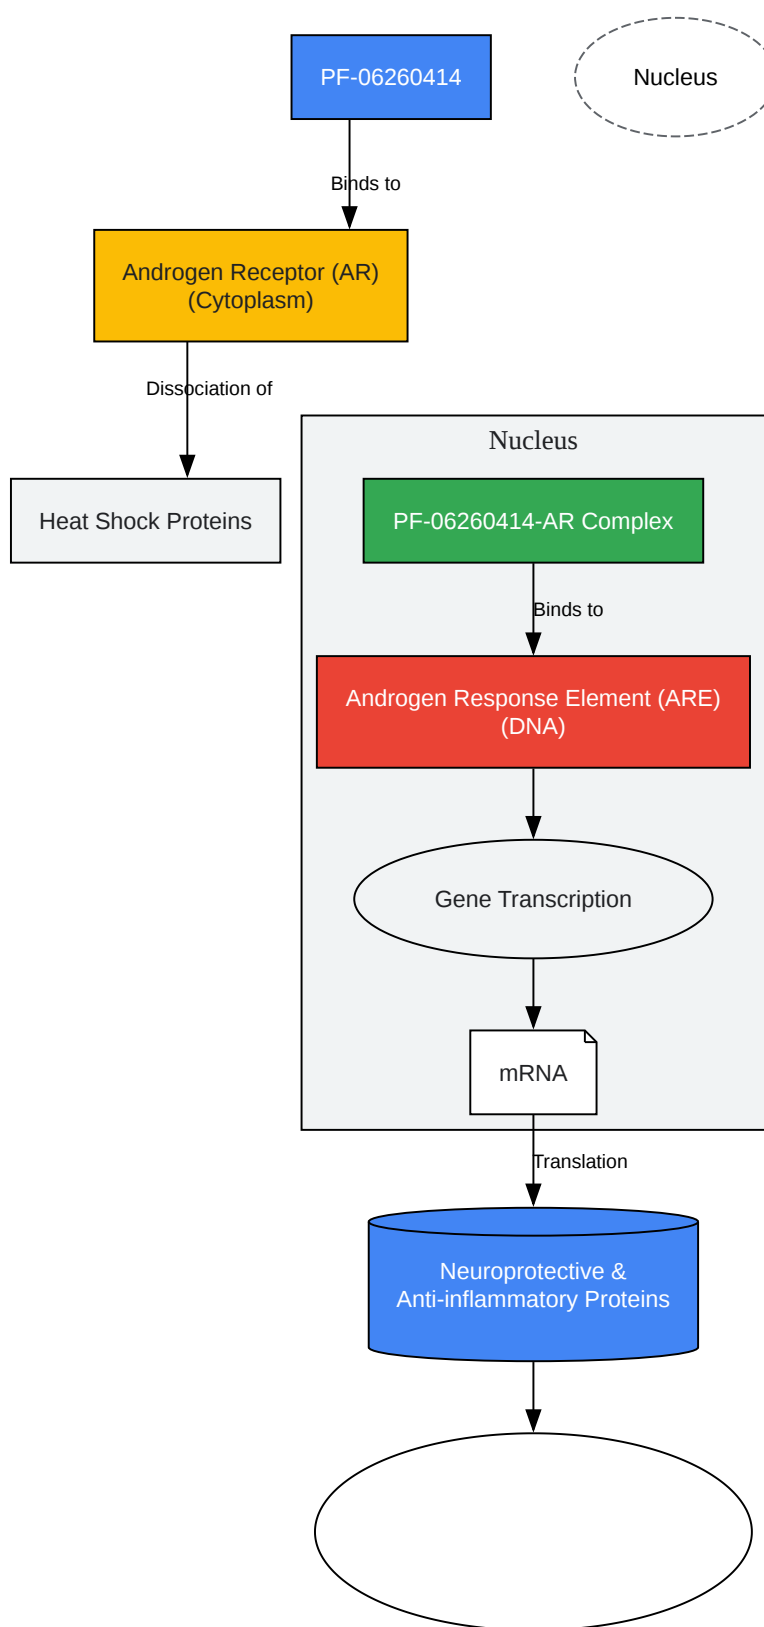 PF-06260414
Nucleus
Binds to
Androgen Receptor (AR)
(Cytoplasm)
Dissociation of
Nucleus
Heat Shock Proteins
PF-06260414-AR Complex
Binds to
Androgen Response Element (ARE)
(DNA)
Gene Transcription
mRNA
Translation
Neuroprotective &
Anti-inflammatory Proteins